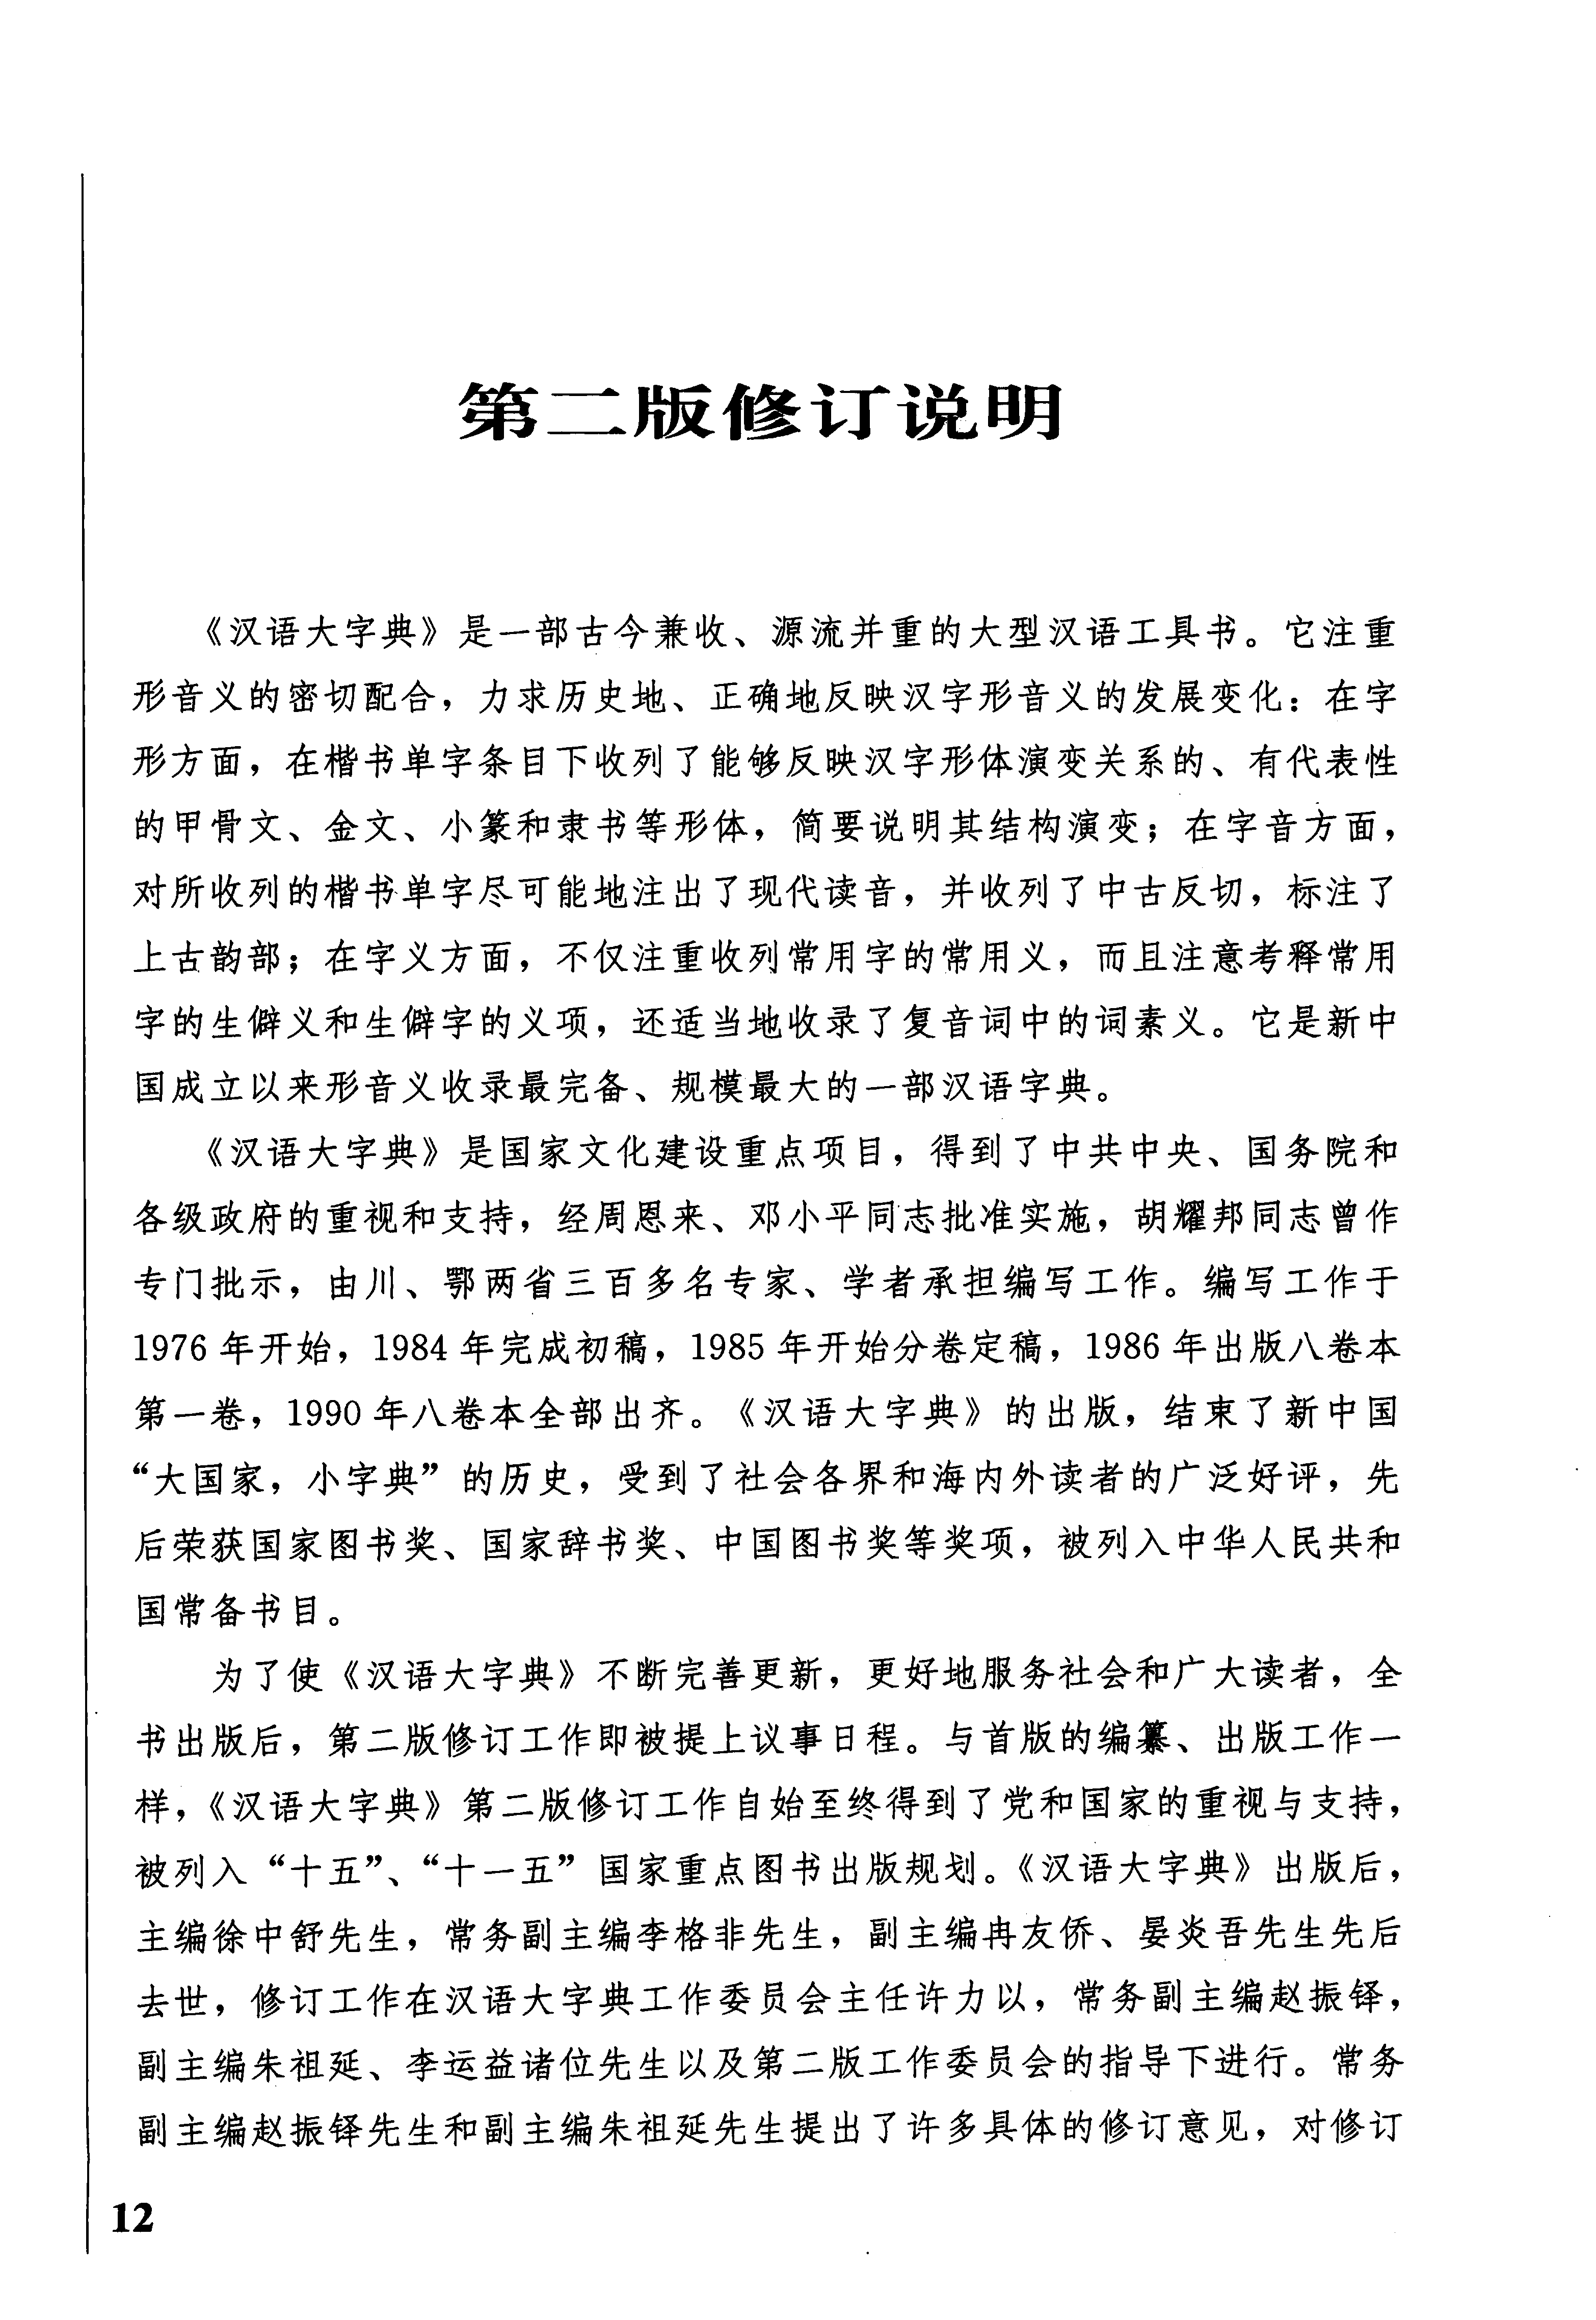 第二版修订说明
《汉语大字典》是一部古今兼收、源流并重的大型汉语工具书。它注重
形音义的密切配合，力求历史地、正确地反映汉字形音义的发展变化：在字
形方面，在楷书单字条目下收列了能够反映汉字形体演变关系的、有代表性
的甲骨文、金文、小篆和隶书等形体，简要说明其结构演变；在字音方面，
对所收列的楷书单字尽可能地注出了现代读音，并收列了中古反切，标注了
上古韵部；在字义方面，不仅注重收列常用字的常用义，而且注意考释常用
字的生僻义和生僻字的义项，还适当地收录了复音词中的词素义。它是新中
国成立以来形音义收录最完备、规模最大的一部汉语字典。
《汉语大字典》是国家文化建设重点项目，得到了中共中央、国务院和
各级政府的重视和支持，经周恩来、邓小平同志批准实施，胡耀邦同志曾作
专门批示，由川、鄂两省三百多名专家、学者承担编写工作。编写工作于
1976年开始，1984年完成初稿，1985年开始分卷定稿，1986年出版八卷本
第一卷，1990年八卷本全部出齐。《汉语大字典》的出版，结束了新中国
“大国家，小字典”的历史，受到了社会各界和海内外读者的广泛好评，先
后荣获国家图书奖、国家辞书奖、中国图书奖等奖项，被列入中华人民共和
国常备书目。
为了使《汉语大字典》不断完善更新，更好地服务社会和广大读者，全
书出版后，第二版修订工作即被提上议事日程。与首版的编纂、出版工作一
样，《汉语大字典》第二版修订工作自始至终得到了党和国家的重视与支持，
被列入“十五”、“十一五”国家重点图书出版规划。《汉语大字典》出版后，
主编徐中舒先生，常务副主编李格非先生，副主编冉友侨、晏炎吾先生先后
去世，修订工作在汉语大字典工作委员会主任许力以，常务副主编赵振铎，
副主编朱祖延、李运益诸位先生以及第二版工作委员会的指导下进行。常务
副主编赵振铎先生和副主编朱祖延先生提出了许多具体的修订意见，对修订
12